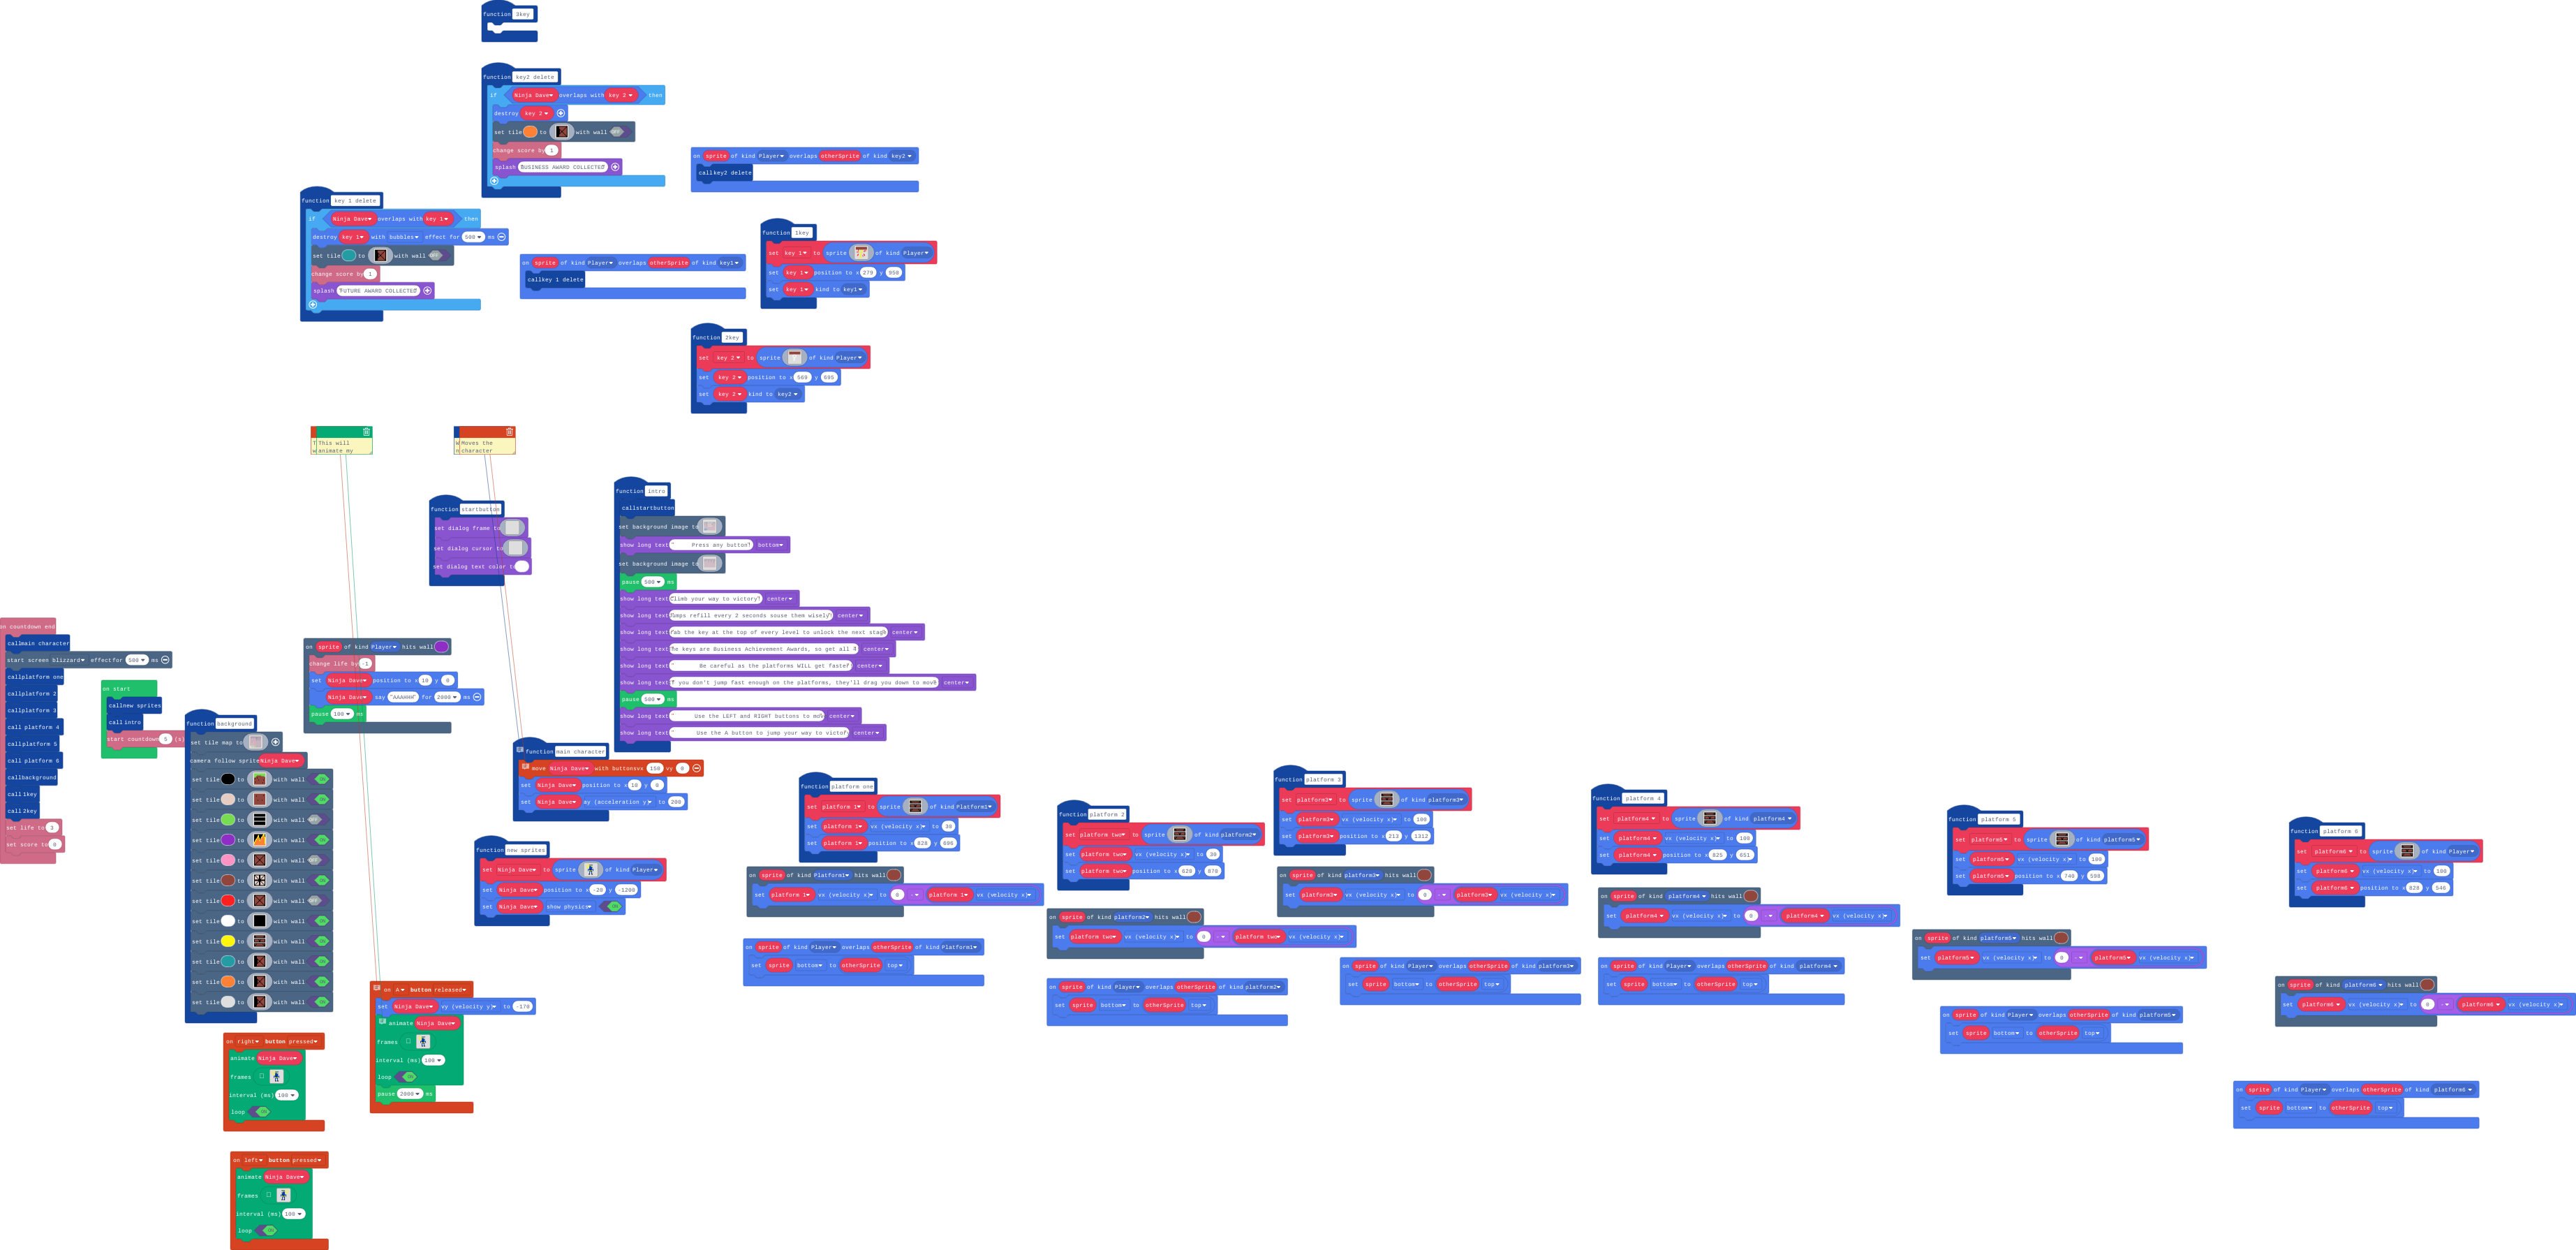 function 3key
function key2 delete
if Ninja Dave overlaps with key 2 then
destroy key 2
set tile to with wall
change score by 1
splash "BUSINESS AWARD COLLECTED"
on sprite of kind Player overlaps otherSprite of kind key2
call key2 delete
function key 1 delete
if Ninja Dave overlaps with key 1 then
destroy key 1 with bubbles effect for 500 ms
set tile to with wall
change score by 1
splash "FUTURE AWARD COLLECTED"
on sprite of kind Player overlaps otherSprite of kind key1
call key 1 delete
function 1key
set key 1 to sprite of kind Player
set key 1 position to x 279 y 950
set key 1 kind to key1
function 2key
set key 2 to sprite of kind Player
set key 2 position to x 589 y 695
set key 2 kind to key2
This will
animate my
Moves the
character
function startbutton
set dialog frame to
set dialog cursor to
set dialog text color to
function intro
call startbutton
set background image to
show long text " Press any button" bottom
set background image to
pause 500 ms
show long text "Climb your way to victory" center
show long text refill every 2 seconds souse them wisely" center
show long text the key at the top of every level to unlock the next stage center
show long text keys are Business Achievement Awards, so get all 4 center
show long text " Be careful as the platforms WILL get faster center
show long text you don't jump fast enough on the platforms, they'll drag you down to center
pause 500 ms
show long text " Use the LEFT and RIGHT buttons to center
show long text " Use the A button to jump your way to center
on countdown end
call main character
start screen blizzard effect for 500 ms
call platform one
call platform 2
call platform 3
call platform 4
call platform 5
call platform 6
call background
call 1key
call 2key
set life to 3
set score to 0
on start
call new sprites
call intro
start countdown 5 (s)
function background
set tile map to
camera follow sprite Ninja Dave
set tile to with wall
set tile to with wall
set tile to with wall
set tile to with wall
set tile to with wall
set tile to with wall
set tile to with wall
set tile to with wall
set tile to with wall
set tile to with wall
set tile to with wall
set tile to with wall
on sprite of kind Player hits wall
change life by -1
set Ninja Dave position to x 10 y 0
Ninja Dave say "AAAHHH" for 2000 ms
pause 100 ms
function main character
move Ninja Dave with buttons vx 150 vy 0
set Ninja Dave position to x 10 y 0
set Ninja Dave ay (acceleration y) to 200
function new sprites
set Ninja Dave to sprite of kind Player
set Ninja Dave position to x -20 y -1200
set Ninja Dave show physics
on A button released
set Ninja Dave vy (velocity y) to -170
animate Ninja Dave
frames
interval (ms) 100
loop
pause 2000 ms
on right button pressed
animate Ninja Dave
frames
interval (ms) 100
loop
on left button pressed
animate Ninja Dave
frames
interval (ms) 100
loop
function platform one
set platform 1 to sprite of kind Platform1
set platform 1 vx (velocity x) to 30
set platform 1 position to x 828 y 696
on sprite of kind Platform1 hits wall
set platform 1 vx (velocity x) to 0 - platform 1 vx (velocity x)
on sprite of kind Player overlaps otherSprite of kind Platform1
set sprite bottom to otherSprite top
function platform 2
set platform two to sprite of kind platform2
set platform two vx (velocity x) to 30
set platform two position to x 628 y 870
on sprite of kind platform2 hits wall
set platform two vx (velocity x) to 0 - platform two vx (velocity x)
on sprite of kind Player overlaps otherSprite of kind platform2
set sprite bottom to otherSprite top
function platform 3
set platform3 to sprite of kind platform3
set platform3 vx (velocity x) to 100
set platform3 position to x 213 y 1312
on sprite of kind platform3 hits wall
set platform3 vx (velocity x) to 0 - platform3 vx (velocity x)
on sprite of kind Player overlaps otherSprite of kind platform3
set sprite bottom to otherSprite top
function platform 4
set platform4 to sprite of kind platform4
set platform4 vx (velocity x) to 100
set platform4 position to x 825 y 651
on sprite of kind platform4 hits wall
set platform4 vx (velocity x) to 0 - platform4 vx (velocity x)
on sprite of kind Player overlaps otherSprite of kind platform4
set sprite bottom to otherSprite top
function platform 5
set platform5 to sprite of kind platform5
set platform5 vx (velocity x) to 100
set platform5 position to x 740 y 598
on sprite of kind platform5 hits wall
set platform5 vx (velocity x) to 0 - platform5 vx (velocity x)
on sprite of kind Player overlaps otherSprite of kind platform5
set sprite bottom to otherSprite top
function platform 6
set platform6 to sprite of kind Player
set platform6 vx (velocity x) to 100
set platform6 position to x 828 y 546
on sprite of kind platform6 hits wall
set platform6 vx (velocity x) to 0 - platform6 vx (velocity x)
on sprite of kind Player overlaps otherSprite of kind platform6
set sprite bottom to otherSprite top